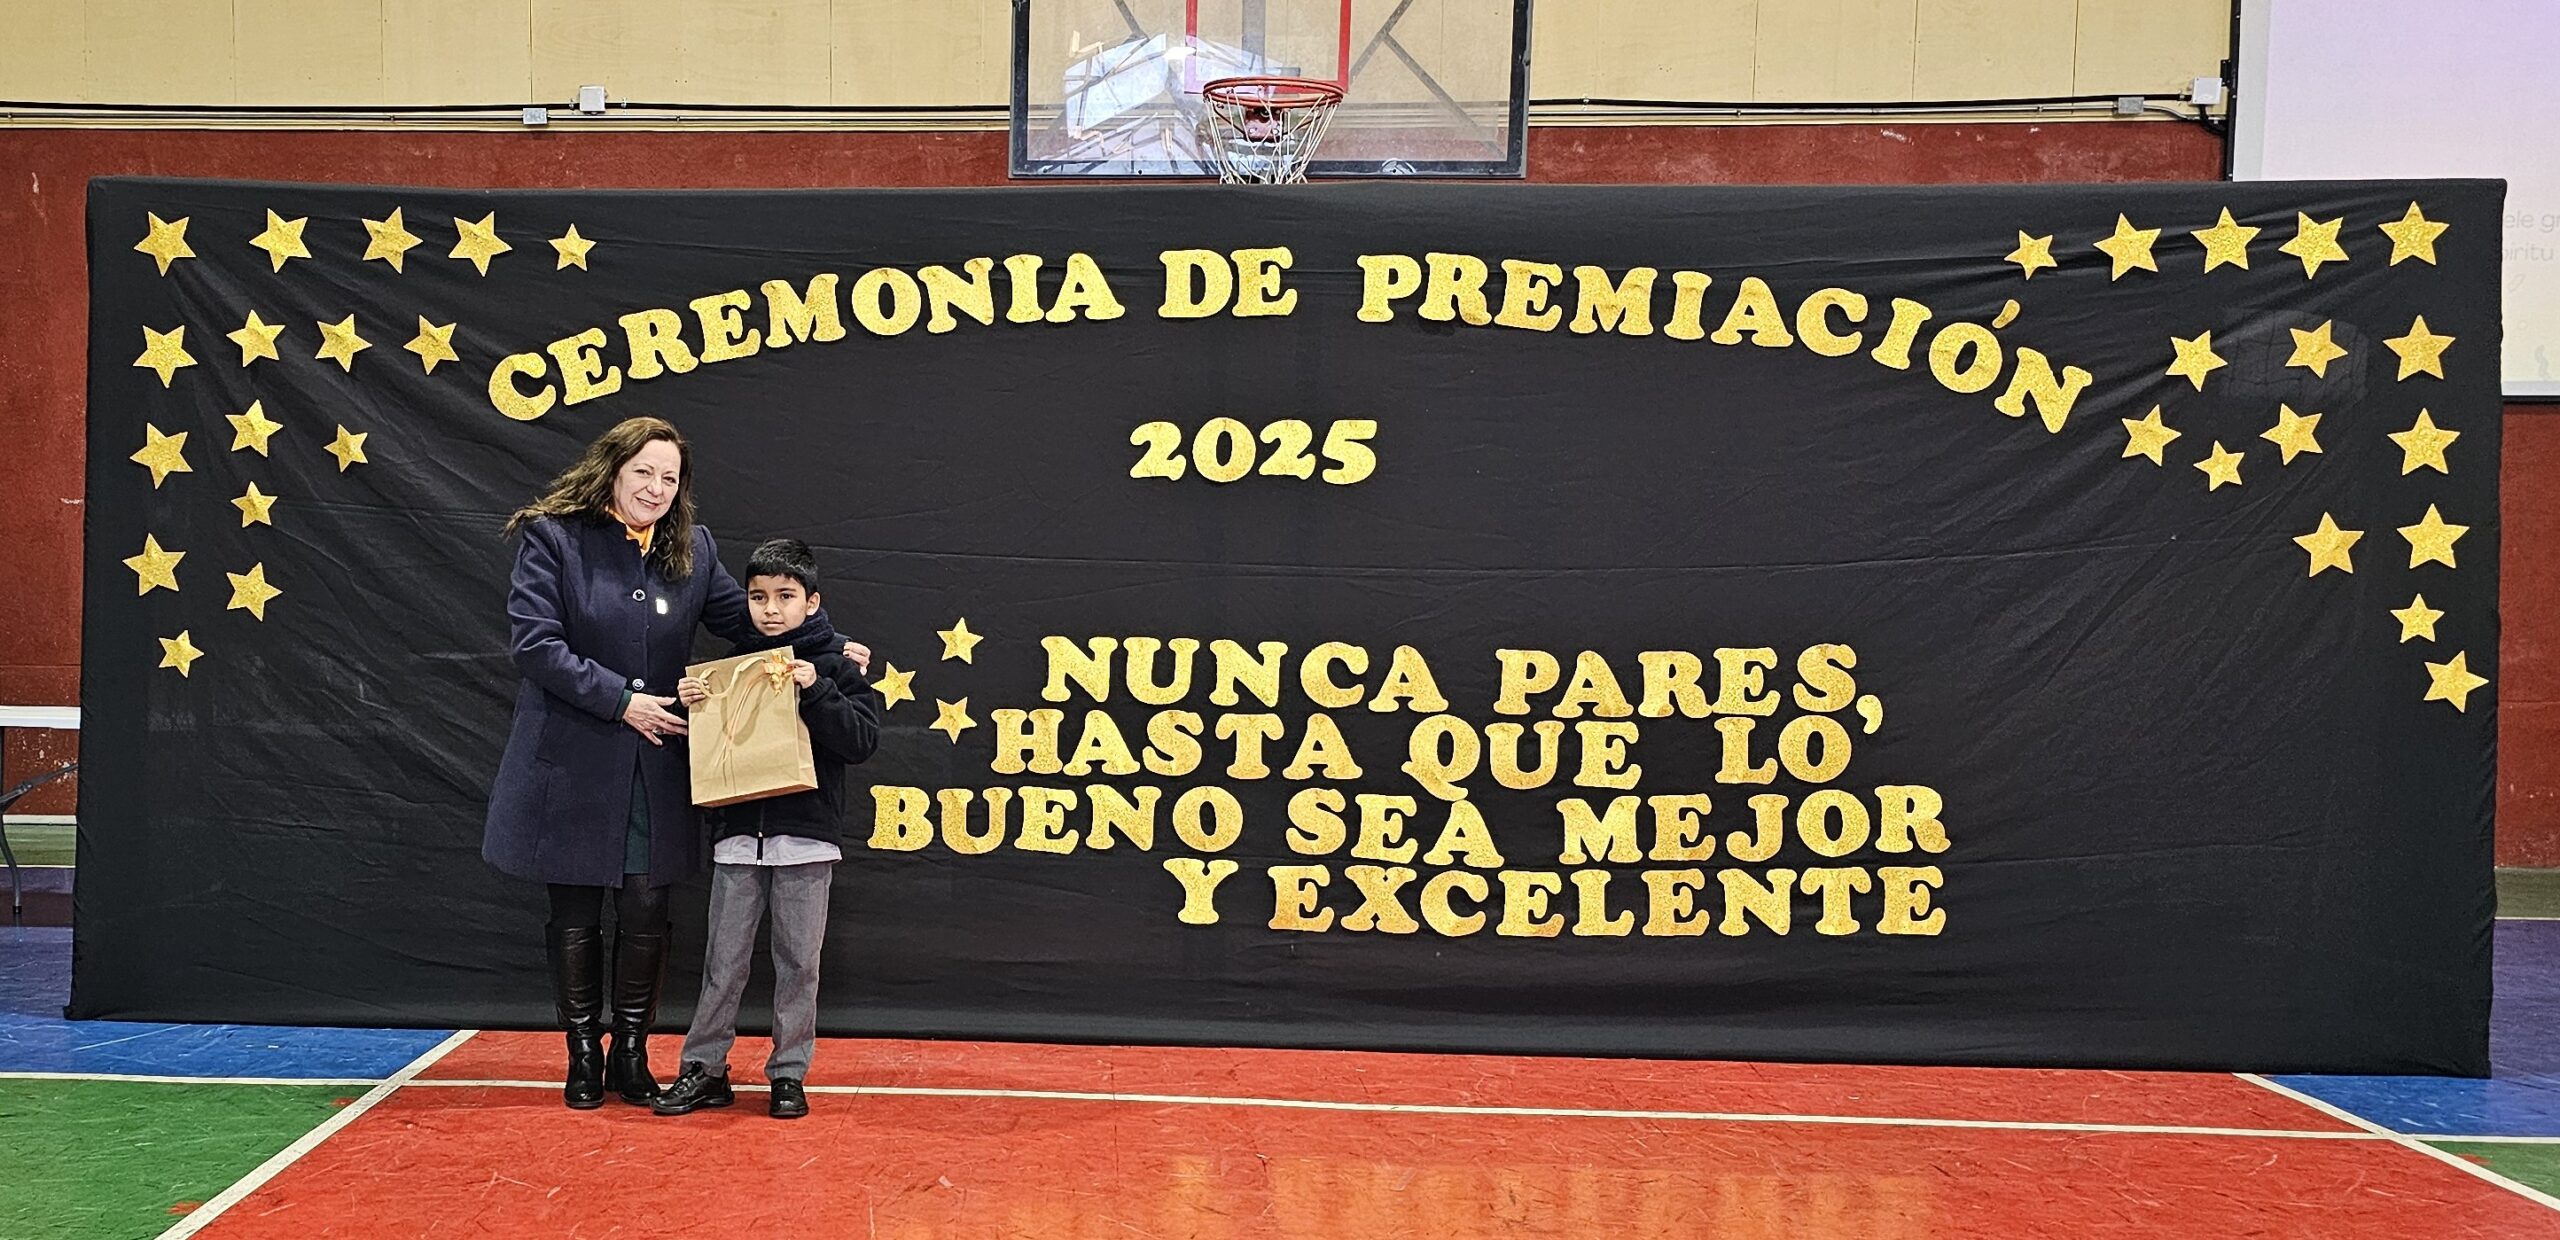 CEREMONIA DE PREMIACIÓN
2025
NUNCA PARES,
HASTA QUE LO
BUENO SEA MEJOR
Y EXCELENTE